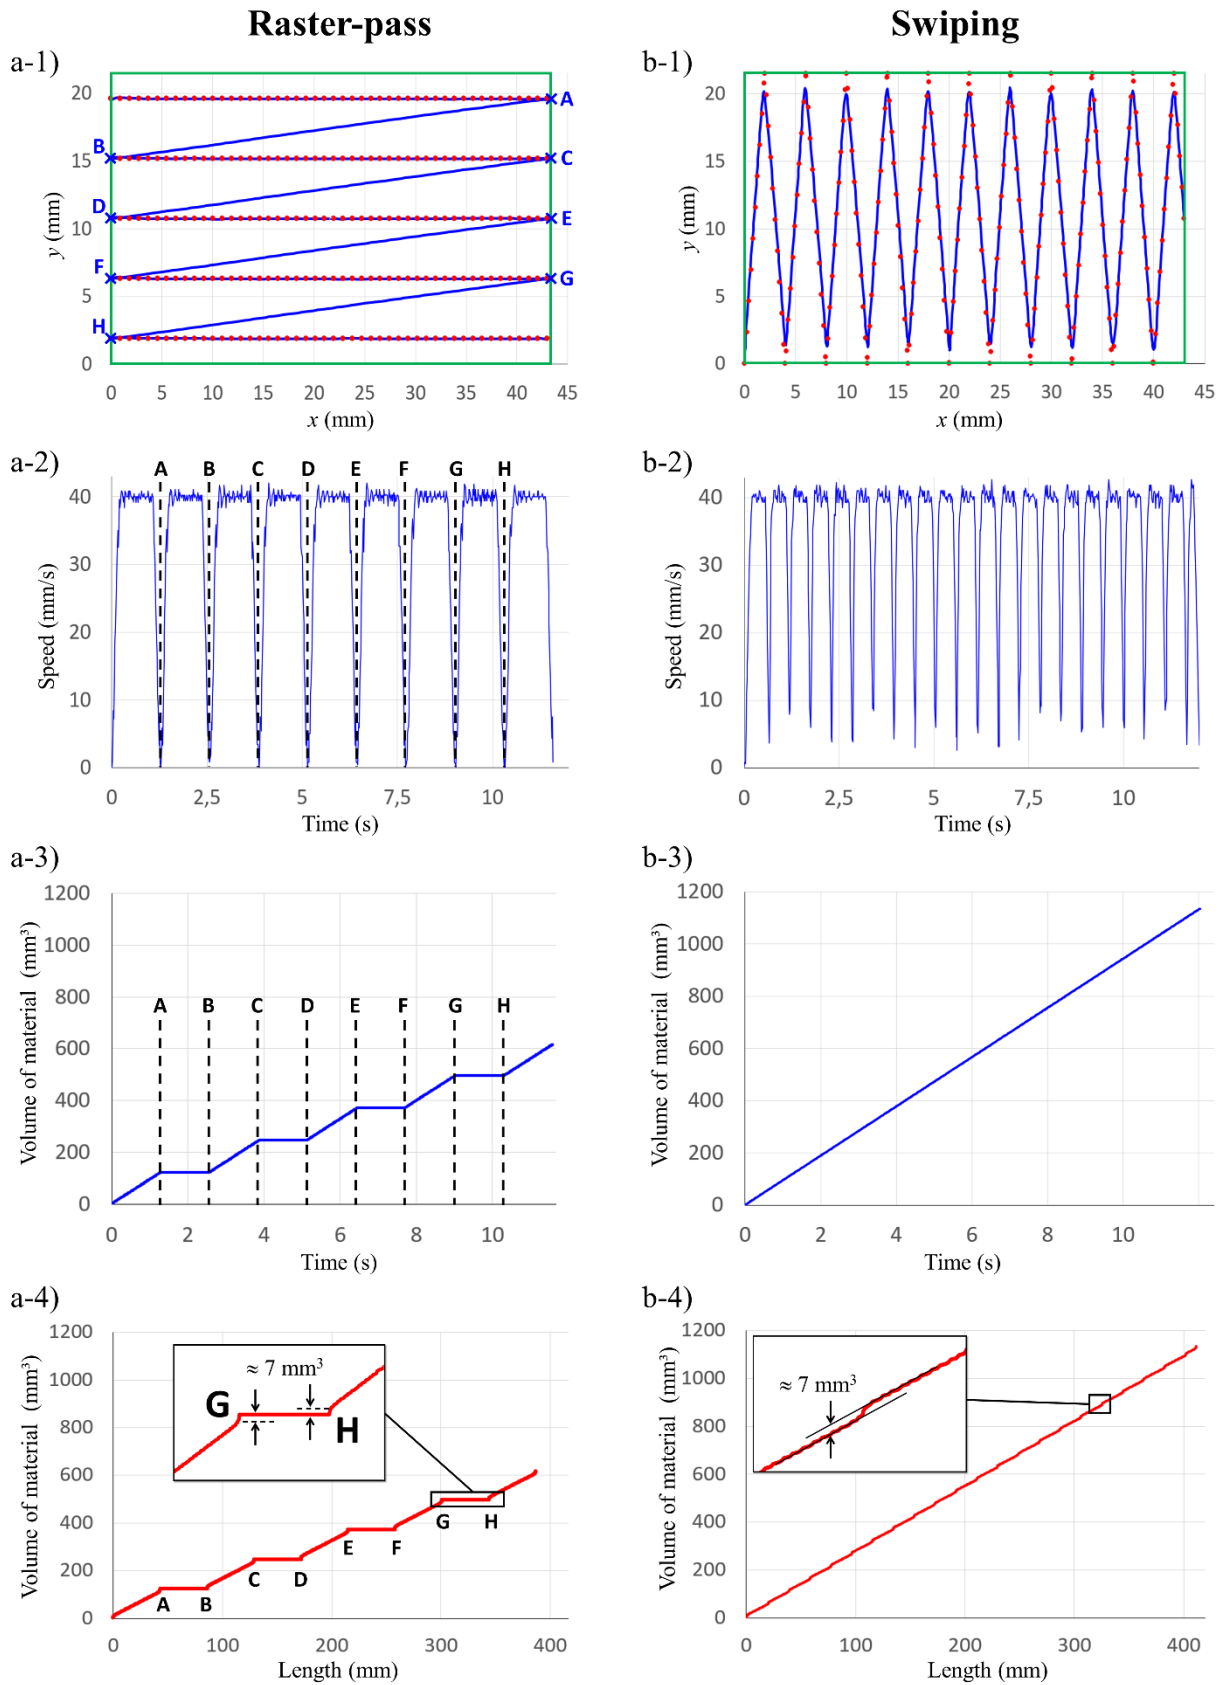 Raster-pass
Swiping
a-1)
y (mm)
20
15
10
5
0
B
D
F
H
A
C
E
G
0 5 10 15 20 25 30 35 40 45
x (mm)
b-1)
y (mm)
20
15
10
5
0
0 5 10 15 20 25 30 35 40 45
x (mm)
a-2)
A B C D E F G H
Speed (mm/s)
40
30
20
10
0
0 2,5 5 7,5 10
Time (s)
b-2)
Speed (mm/s)
40
30
20
10
0
0 2,5 5 7,5 10
Time (s)
a-3)
Volume of material (mm³)
1200
1000
800
600
400
200
0
A B C D E F G H
0 2 4 6 8 10
Time (s)
b-3)
Volume of material (mm³)
1200
1000
800
600
400
200
0
0 2 4 6 8 10
Time (s)
a-4)
Volume of material (mm³)
1200
1000
800
600
400
200
0
≈ 7 mm³
G
H
A B C D E F G H
0 100 200 300 400
Length (mm)
b-4)
Volume of material (mm³)
1200
1000
800
600
400
200
0
≈ 7 mm³
0 100 200 300 400
Length (mm)